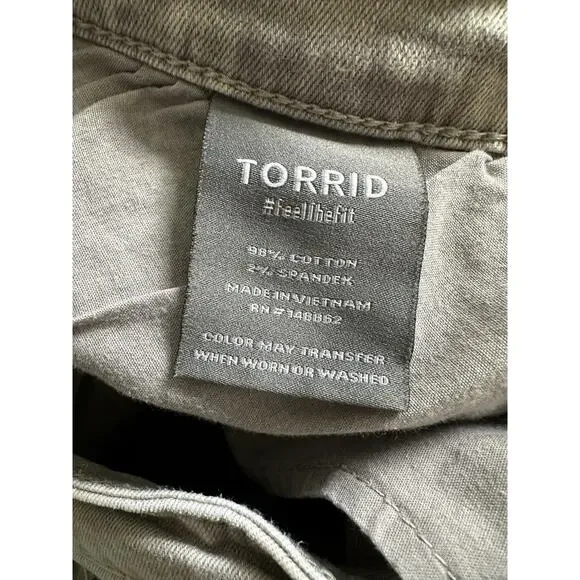 TORRID
#feelthefit
98% COTTON
2% SPANDEX
MADE IN VIETNAM
RN # 148862
COLOR MAY TRANSFER
WHEN WORN OR WASHED